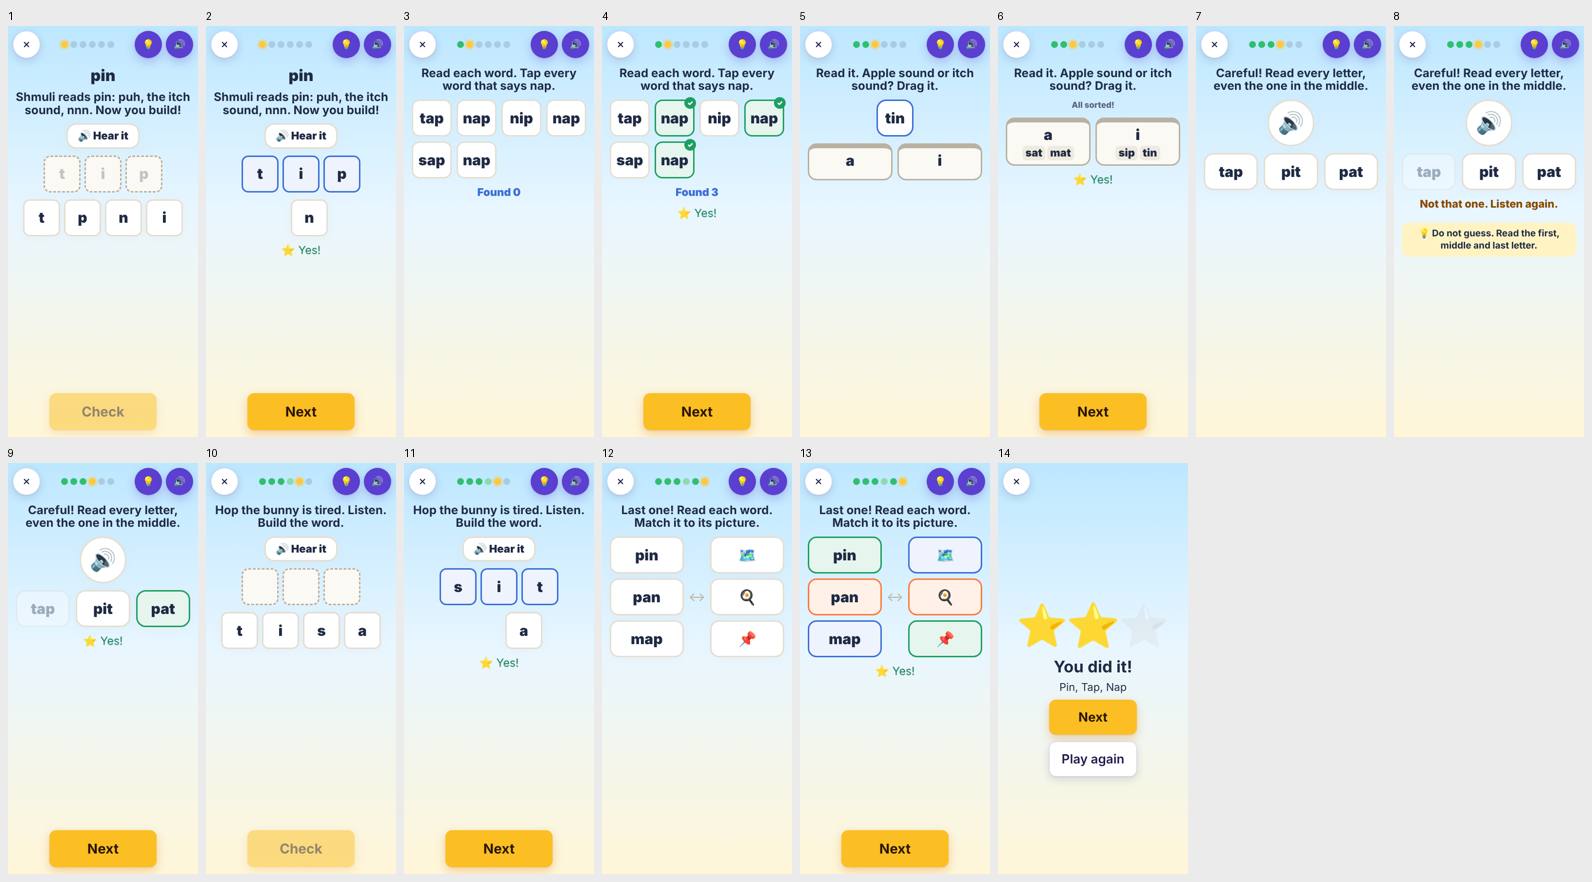 1
pin
Shmuli reads pin: puh, the itch
sound, nnn. Now you build!
Hear it
t i p
t p n i
Check
2
pin
Shmuli reads pin: puh, the itch
sound, nnn. Now you build!
Hear it
t i p
n
Yes!
Next
3
Read each word. Tap every
word that says nap.
tap nap nip nap
sap nap
Found 0
4
Read each word. Tap every
word that says nap.
tap nap nip nap
sap nap
Found 3
Yes!
Next
5
Read it. Apple sound or itch
sound? Drag it.
tin
a i
6
Read it. Apple sound or itch
sound? Drag it.
All sorted!
a i
sat mat sip tin
Yes!
Next
7
Careful! Read every letter,
even the one in the middle.
tap pit pat
8
Careful! Read every letter,
even the one in the middle.
tap pit pat
Not that one. Listen again.
Do not guess. Read the first,
middle and last letter.
9
Careful! Read every letter,
even the one in the middle.
tap pit pat
Yes!
Next
10
Hop the bunny is tired. Listen.
Build the word.
Hear it
t i s a
Check
11
Hop the bunny is tired. Listen.
Build the word.
Hear it
s i t
a
Yes!
Next
12
Last one! Read each word.
Match it to its picture.
pin
pan
map
13
Last one! Read each word.
Match it to its picture.
pin
pan
map
Yes!
Next
14
You did it!
Pin, Tap, Nap
Next
Play again